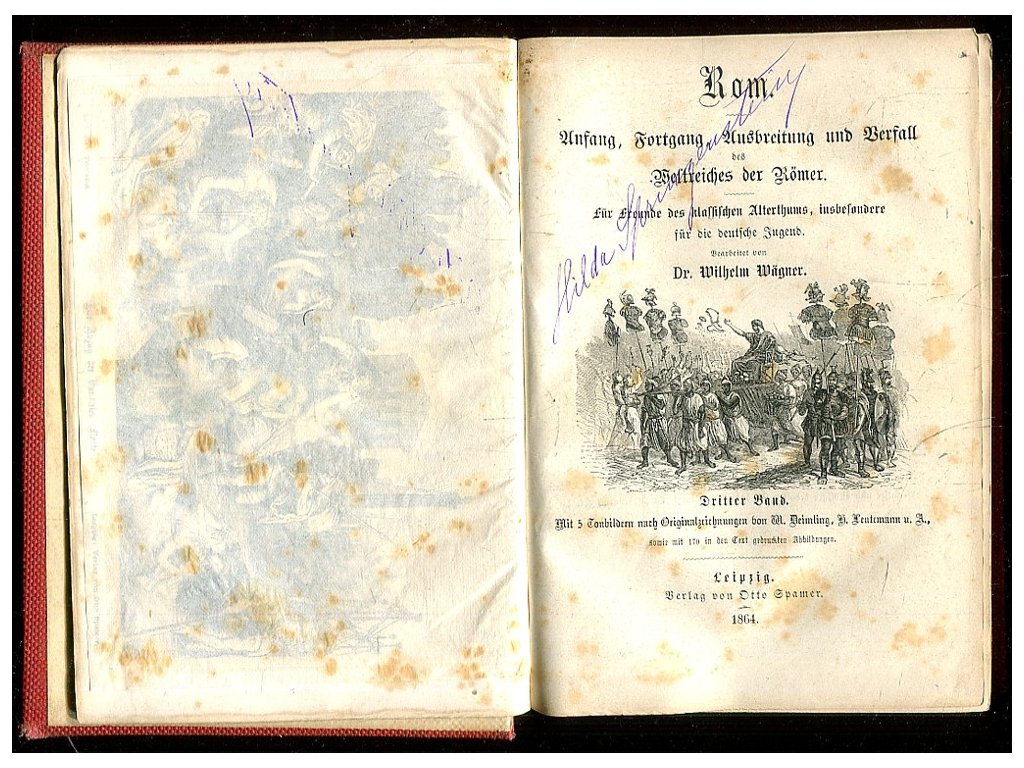 Rom.
Anfang, Fortgang, Ausbreitung und Verfall
des
Weltreiches der Römer.
Für Freunde des klassischen Alterthums, insbesondere
für die deutsche Jugend.
Bearbeitet von
Dr. Wilhelm Wägner.
Hilda
Dritter Band.
Mit 5 Tonbildern nach Originalzeichnungen von W. Deimling, H. Leutemann u. A.,
sowie mit 170 in den Text gedruckten Abbildungen.
Leipzig.
Verlag von Otto Spamer.
1864.